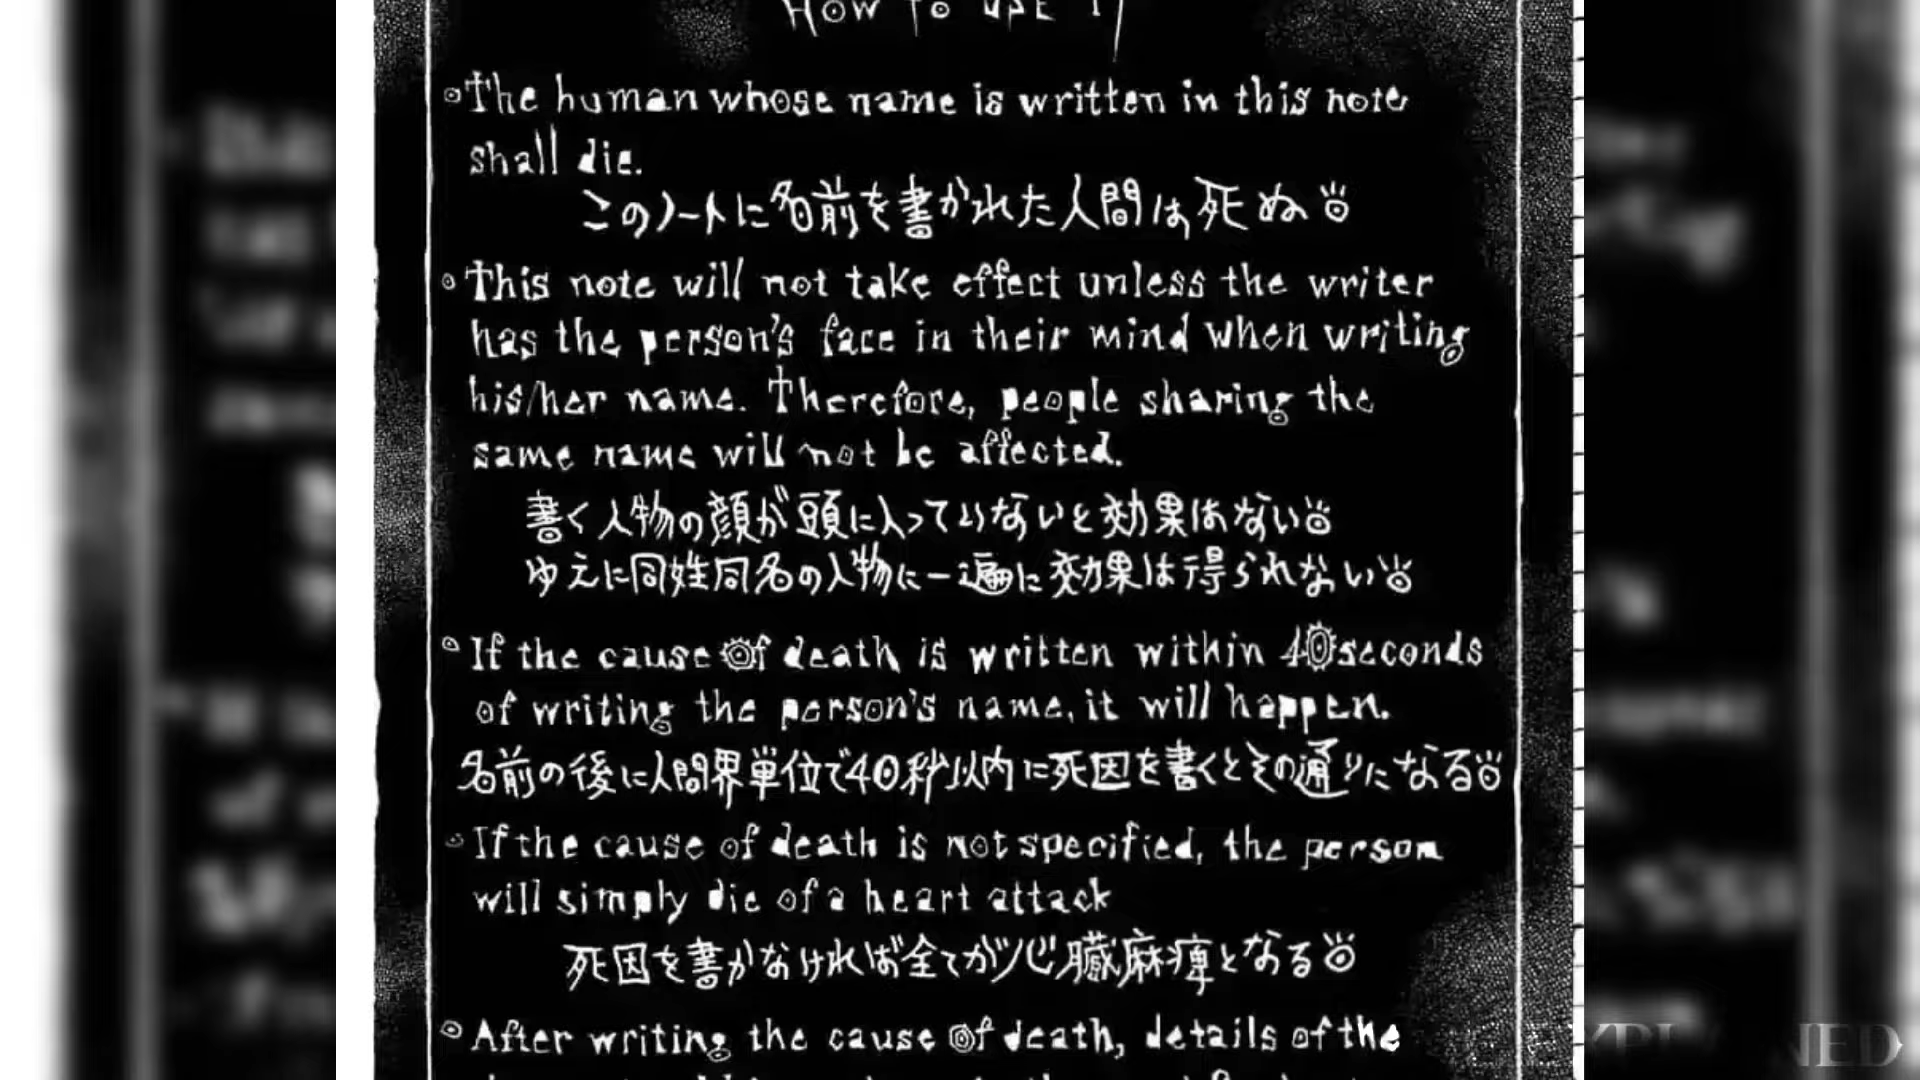 HOW TO USE IT
The human whose name is written in this note
shall die.
このノートに名前を書かれた人間は死ぬ
This note will not take effect unless the writer
has the person's face in their mind when writing
his/her name. Therefore, people sharing the
same name will not be affected.
書く人物の顔が頭に入っていないと効果はない
ゆえに同姓同名の人物に一遍に効果は得られない
If the cause of death is written within 40 seconds
of writing the person's name, it will happen.
名前の後に人間界単位で40秒以内に死因を書くとその通りになる
If the cause of death is not specified, the person
will simply die of a heart attack
死因を書かなければ全てが心臓麻痺となる
After writing the cause of death, details of the